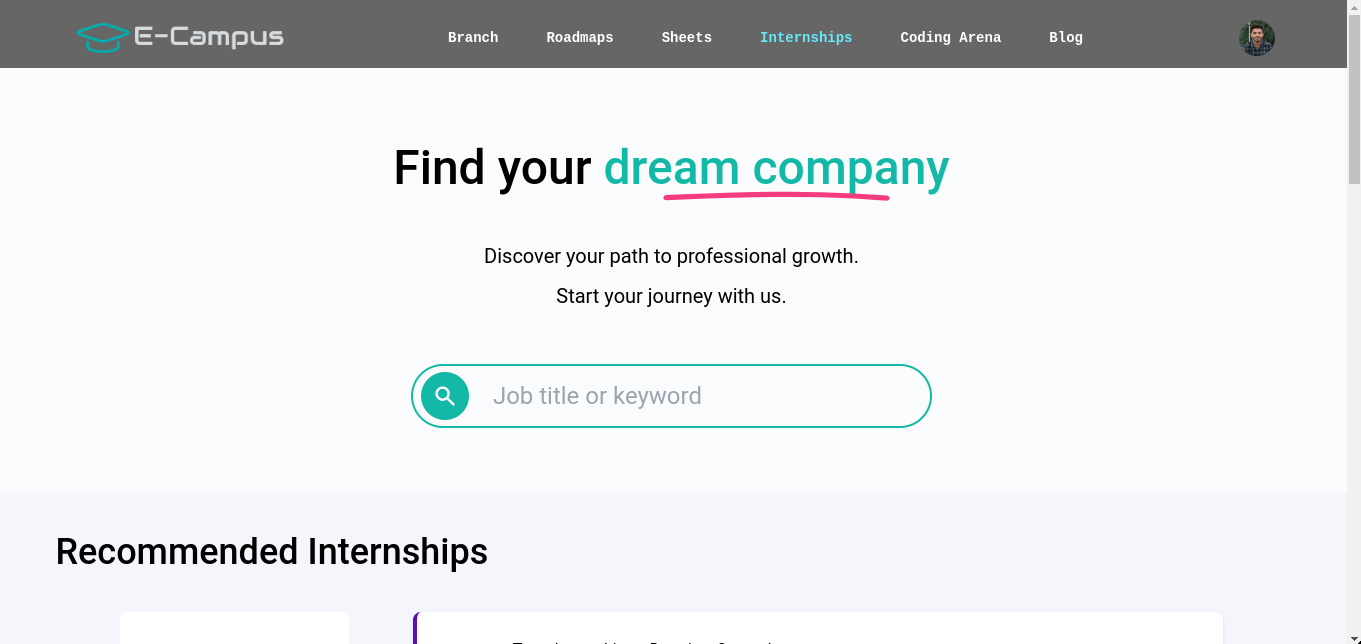 E-Campus
Branch
Roadmaps
Sheets
Internships
Coding Arena
Blog
Find your dream company
Discover your path to professional growth.
Start your journey with us.
Job title or keyword
Recommended Internships